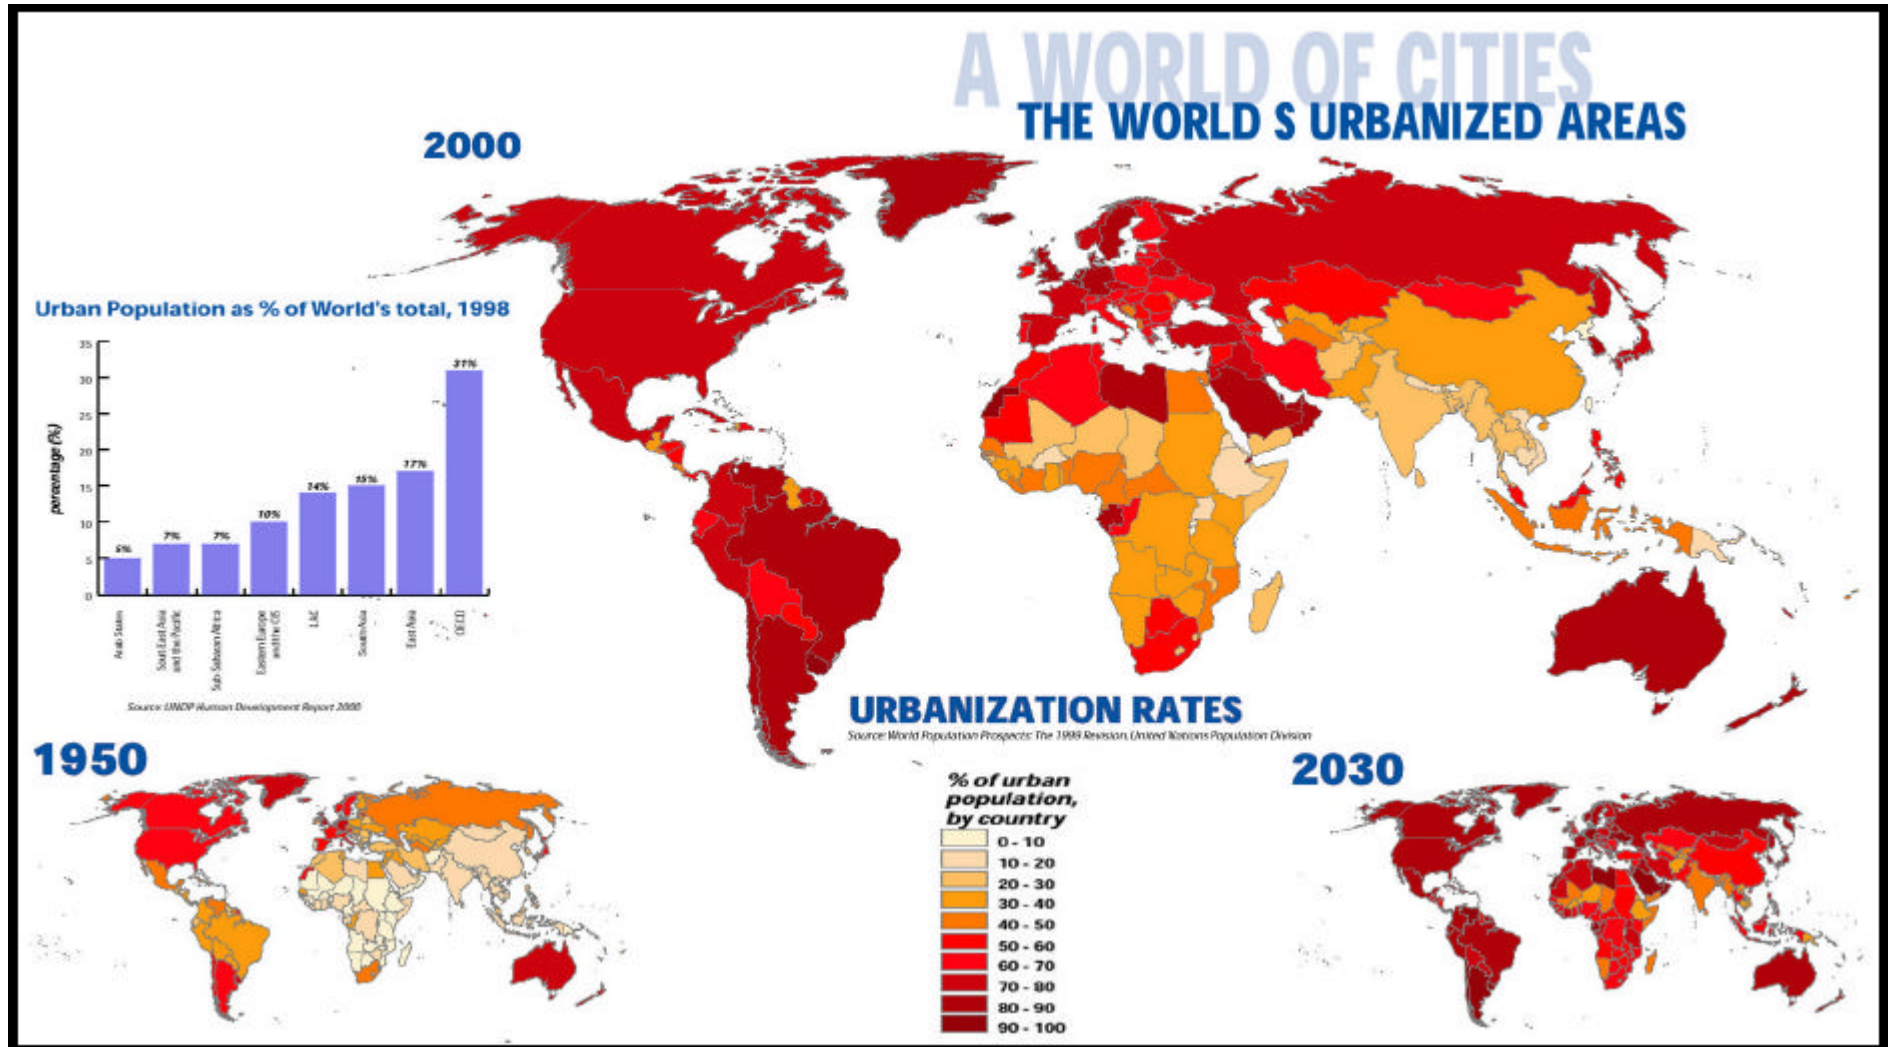 A WORLD OF CITIES
THE WORLD S URBANIZED AREAS
2000
Urban Population as % of World's total, 1998
percentage (%)
35
30
25
20
15
10
5
0
5%
7%
7%
10%
14%
15%
17%
31%
Arab States
Sout East Asia
and the Pacific
Sub-Saharan Africa
Eastern Europe
and the CIS
LAC
South Asia
East Asia
OECD
Source: UNDP Human Development Report 2000
URBANIZATION RATES
Source: World Population Prospects: The 1999 Revision, United Nations Population Division
1950
2030
% of urban
population,
by country
0 - 10
10 - 20
20 - 30
30 - 40
40 - 50
50 - 60
60 - 70
70 - 80
80 - 90
90 - 100